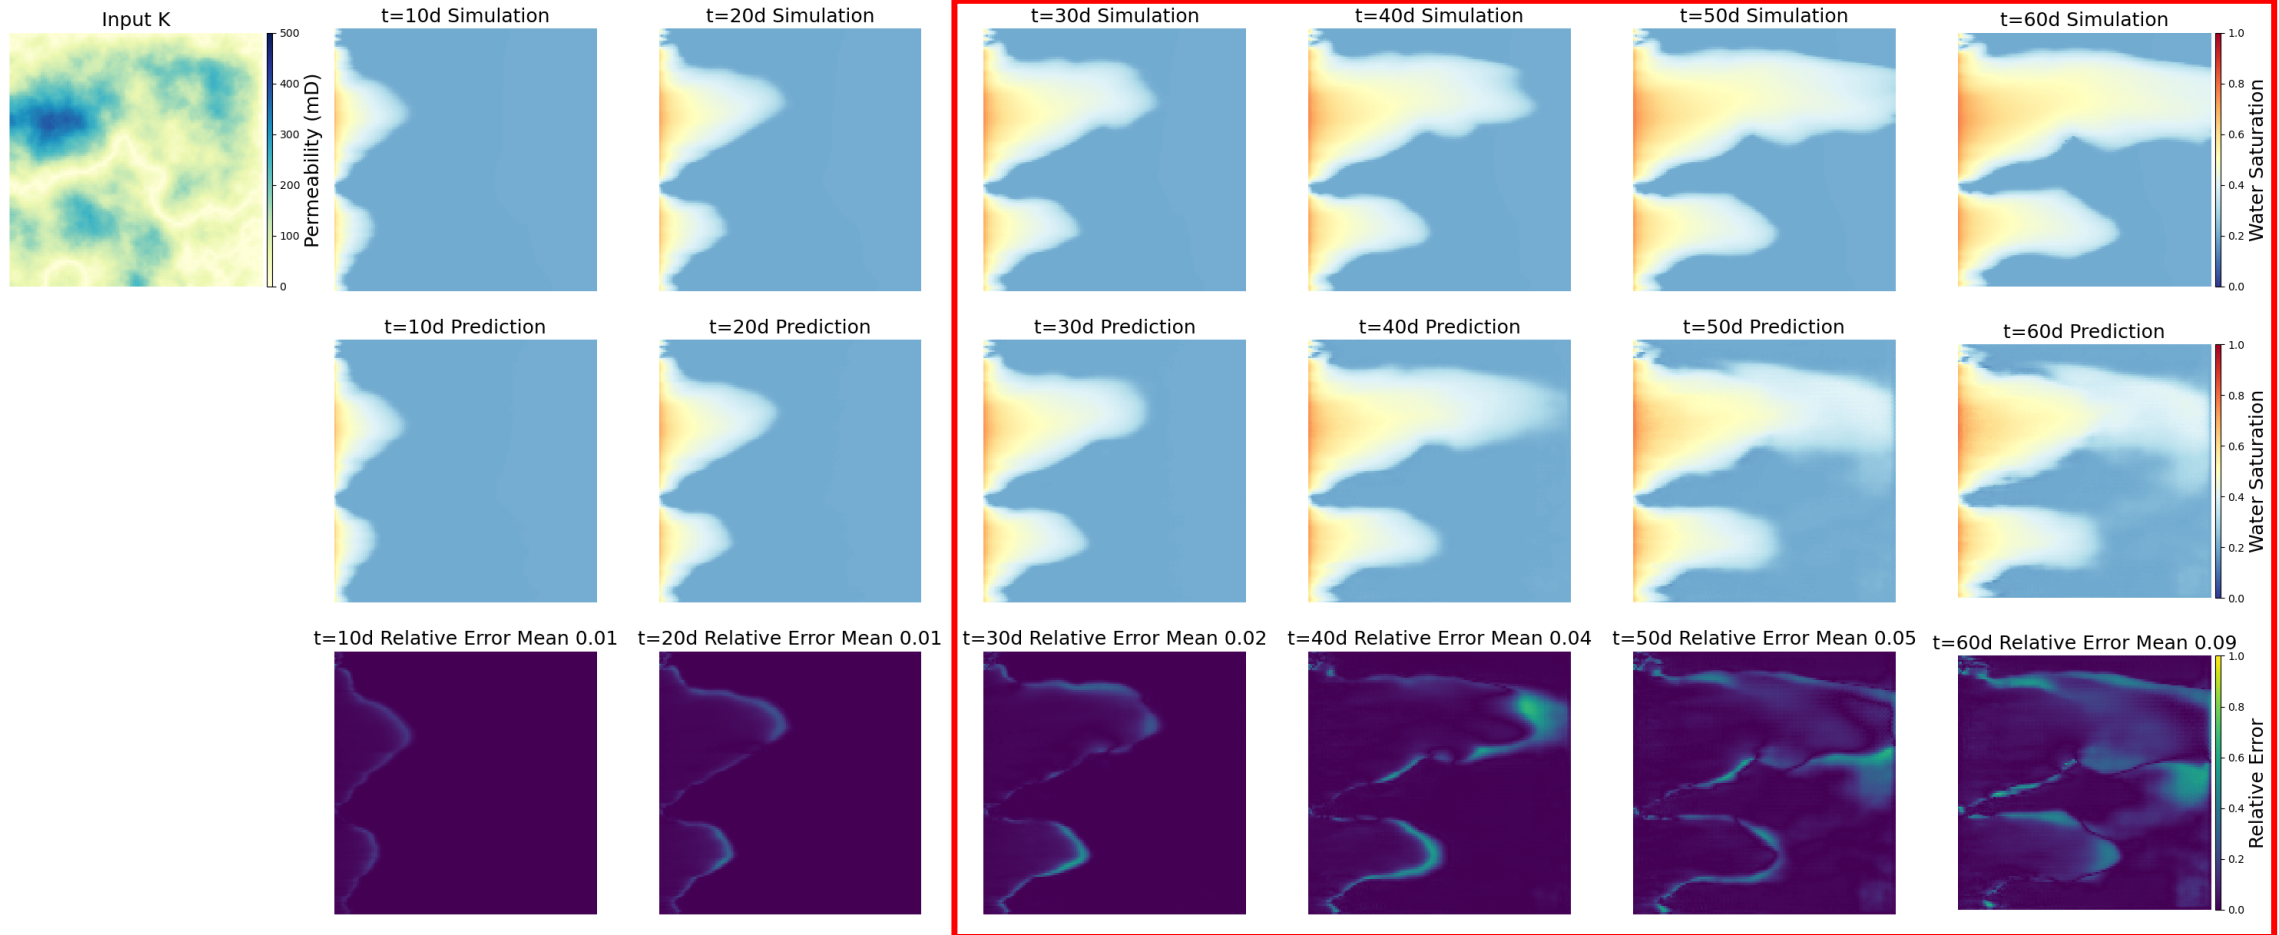 Input K
500
400
300
200
100
0
Permeability (mD)
t=10d Simulation
t=20d Simulation
t=30d Simulation
t=40d Simulation
t=50d Simulation
t=60d Simulation
1.0
0.8
0.6
0.4
0.2
0.0
Water Saturation
t=10d Prediction
t=20d Prediction
t=30d Prediction
t=40d Prediction
t=50d Prediction
t=60d Prediction
1.0
0.8
0.6
0.4
0.2
0.0
Water Saturation
t=10d Relative Error Mean 0.01
t=20d Relative Error Mean 0.01
t=30d Relative Error Mean 0.02
t=40d Relative Error Mean 0.04
t=50d Relative Error Mean 0.05
t=60d Relative Error Mean 0.09
1.0
0.8
0.6
0.4
0.2
0.0
Relative Error